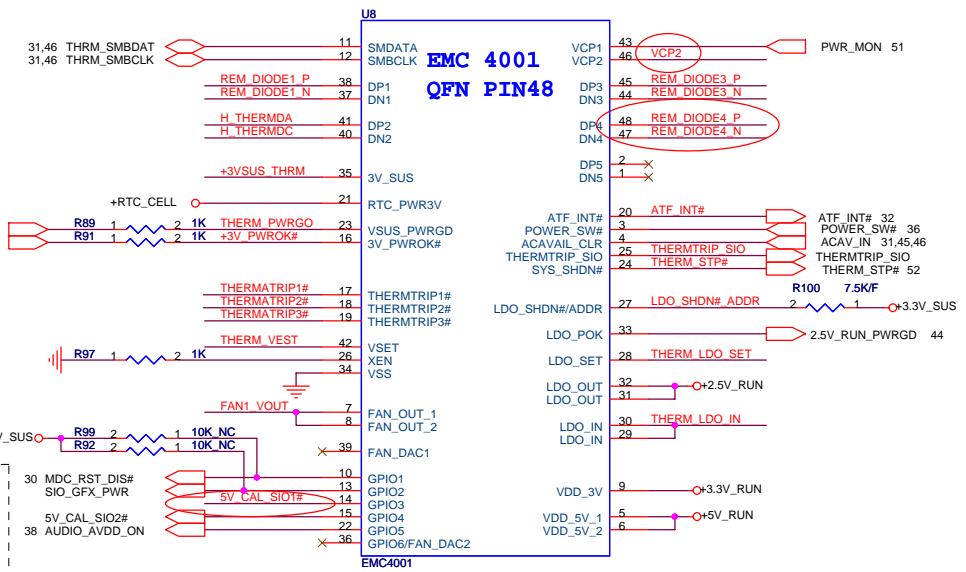 U8
EMC 4001
QFN PIN48
31,46 THRM_SMBDAT 11 SMDATA
31,46 THRM_SMBCLK 12 SMBCLK
REM_DIODE1_P 38 DP1
REM_DIODE1_N 37 DN1
H_THERMDA 41 DP2
H_THERMDC 40 DN2
+3VSUS_THRM 35 3V_SUS
+RTC_CELL 21 RTC_PWR3V
R89 1 2 1K THERM_PWRGO 23 VSUS_PWRGD
R91 1 2 1K +3V_PWROK# 16 3V_PWROK#
THERMATRIP1# 17 THERMTRIP1#
THERMATRIP2# 18 THERMTRIP2#
THERMATRIP3# 19 THERMTRIP3#
THERM_VEST 42 VSET
R97 1 2 1K 26 XEN
34 VSS
FAN1_VOUT 7 FAN_OUT_1
8 FAN_OUT_2
_SUS R99 2 1 10K_NC
R92 2 1 10K_NC
39 FAN_DAC1
30 MDC_RST_DIS# 10 GPIO1
SIO_GFX_PWR 13 GPIO2
5V_CAL_SIO1# 14 GPIO3
5V_CAL_SIO2# 15 GPIO4
38 AUDIO_AVDD_ON 22 GPIO5
36 GPIO6/FAN_DAC2
EMC4001
VCP1 43 PWR_MON 51
VCP2 46 VCP2
DP3 45 REM_DIODE3_P
DN3 44 REM_DIODE3_N
DP4 48 REM_DIODE4_P
DN4 47 REM_DIODE4_N
DP5 2
DN5 1
ATF_INT# 20 ATF_INT# ATF_INT# 32
POWER_SW# 3 POWER_SW# 36
ACAVAIL_CLR 4 ACAV_IN 31,45,46
THERMTRIP_SIO 25 THERMTRIP_SIO
SYS_SHDN# 24 THERM_STP# THERM_STP# 52
R100 7.5K/F
LDO_SHDN#/ADDR 27 LDO_SHDN#_ADDR 2 1 +3.3V_SUS
LDO_POK 33 2.5V_RUN_PWRGD 44
LDO_SET 28 THERM_LDO_SET
LDO_OUT 32 +2.5V_RUN
LDO_OUT 31
LDO_IN 30 THERM_LDO_IN
LDO_IN 29
VDD_3V 9 +3.3V_RUN
VDD_5V_1 5 +5V_RUN
VDD_5V_2 6